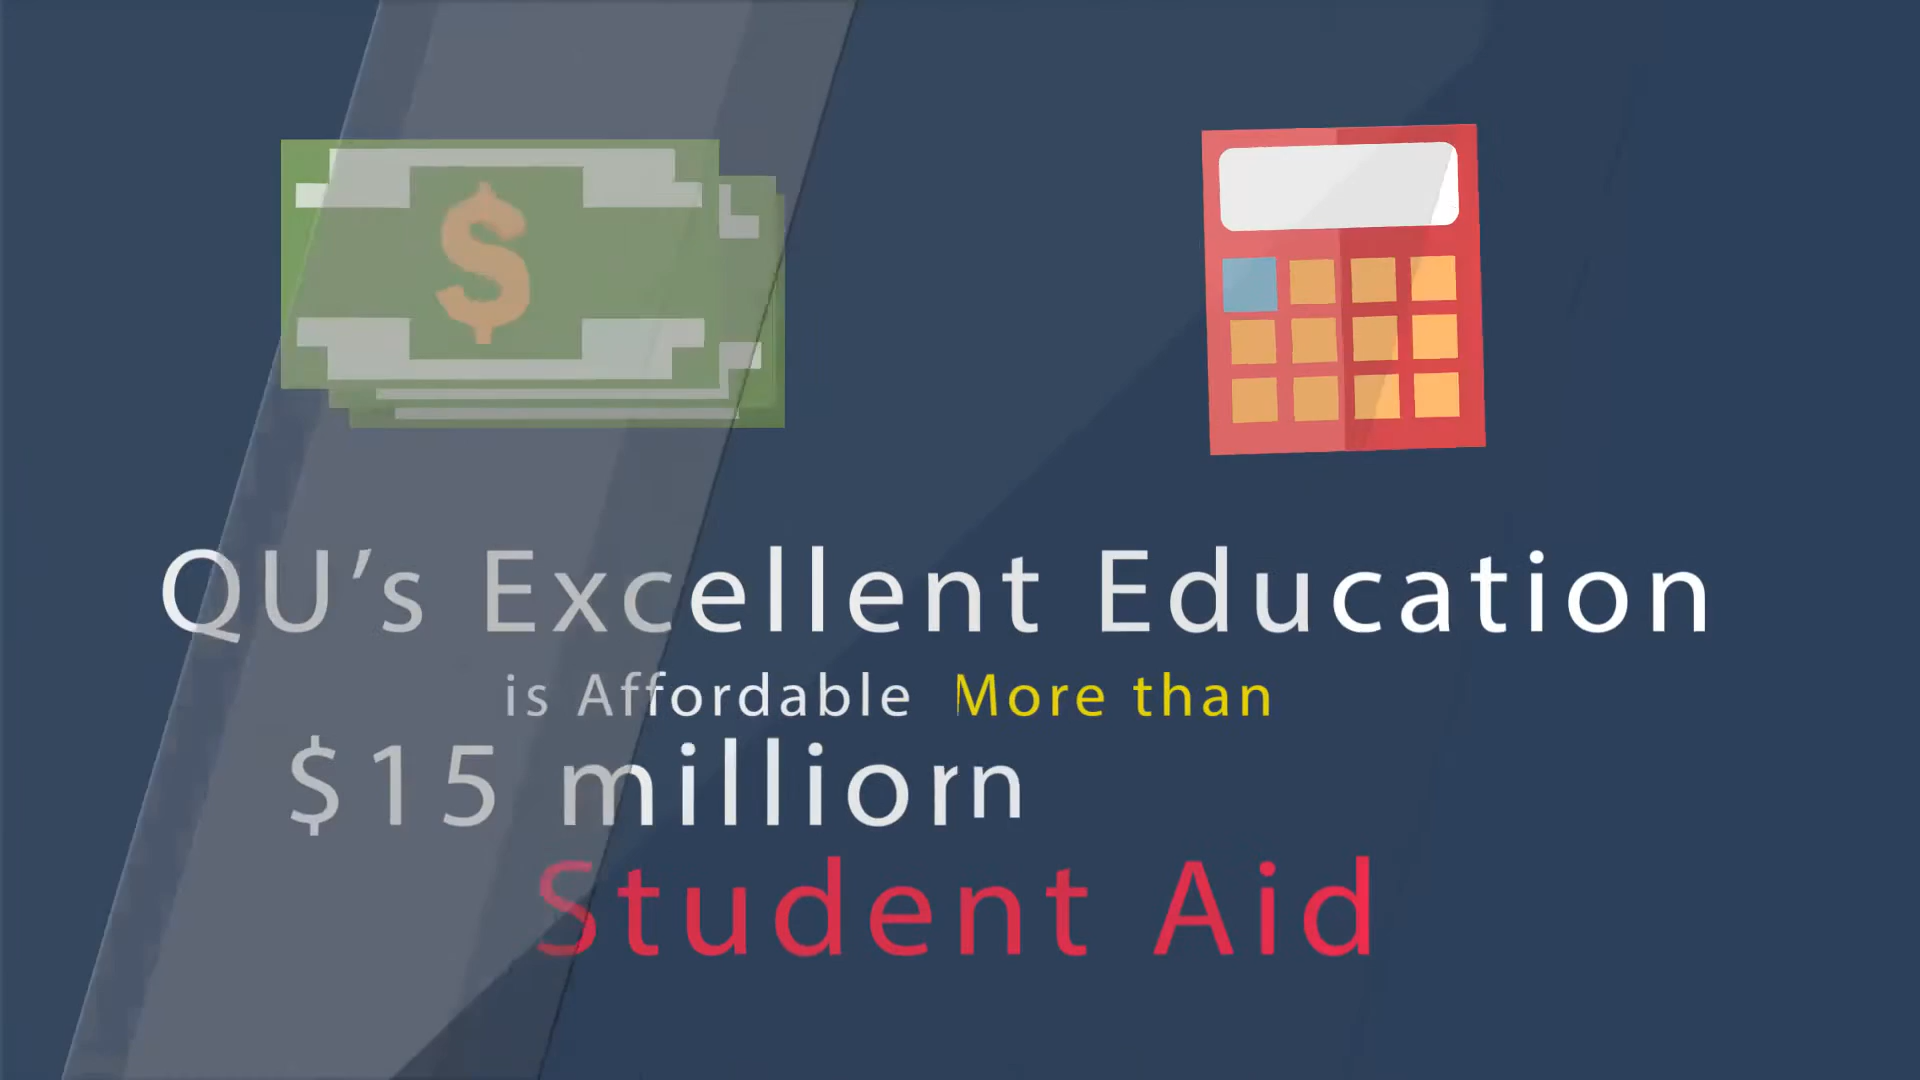 $
QU's Excellent Education
is Affordable More than
$15 milliorn
Student Aid